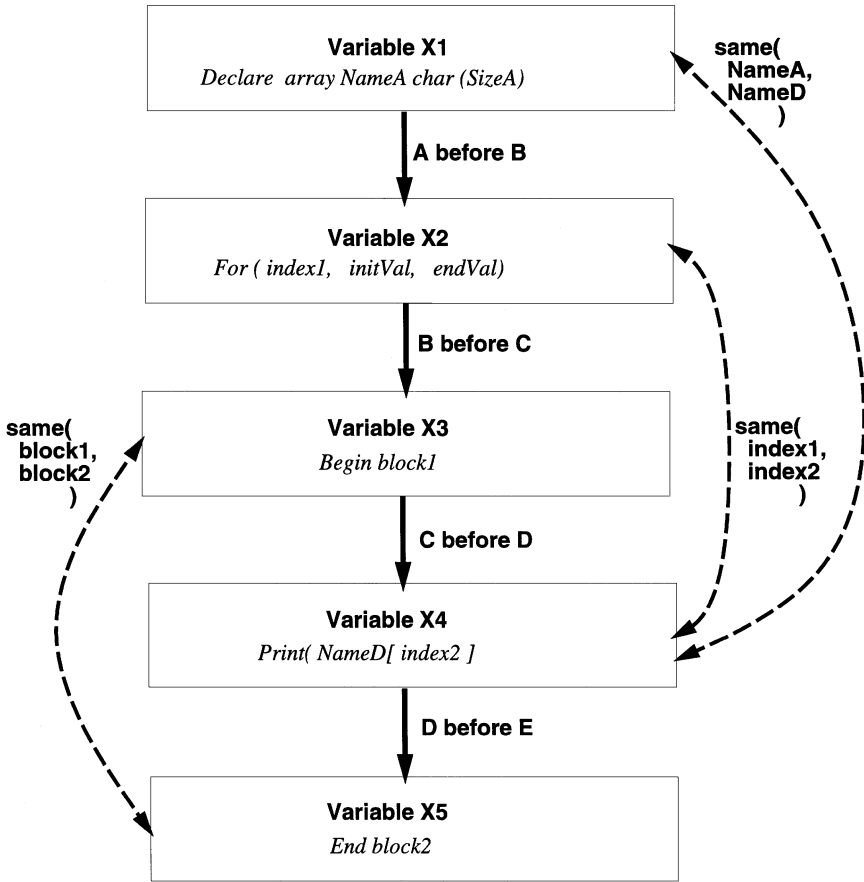 Variable X1
Declare array NameA char (SizeA)
same(
NameA,
NameD
)
A before B
Variable X2
For ( index1, initVal, endVal)
B before C
Variable X3
Begin block1
same(
block1,
block2
)
same(
index1,
index2
)
C before D
Variable X4
Print( NameD[ index2 ]
D before E
Variable X5
End block2